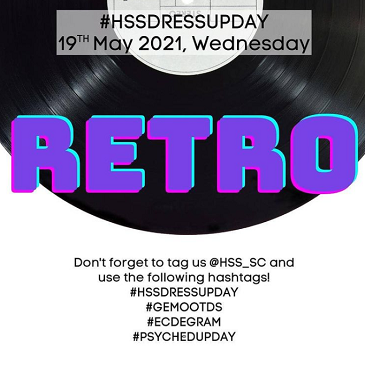 #HSSDRESSUPDAY
19TH May 2021, Wednesday
RETRO
Don't forget to tag us @HSS_SC and
use the following hashtags!
#HSSDRESSUPDAY
#GEMOOTDS
#ECDEGRAM
#PSYCHEDUPDAY